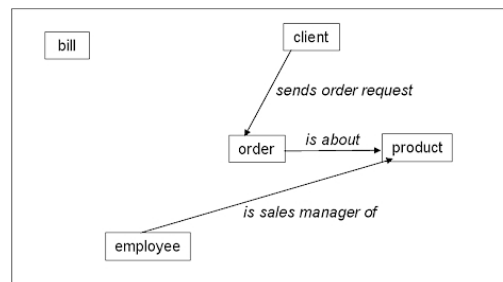 client
bill
sends order request
order
is about
product
is sales manager of
employee